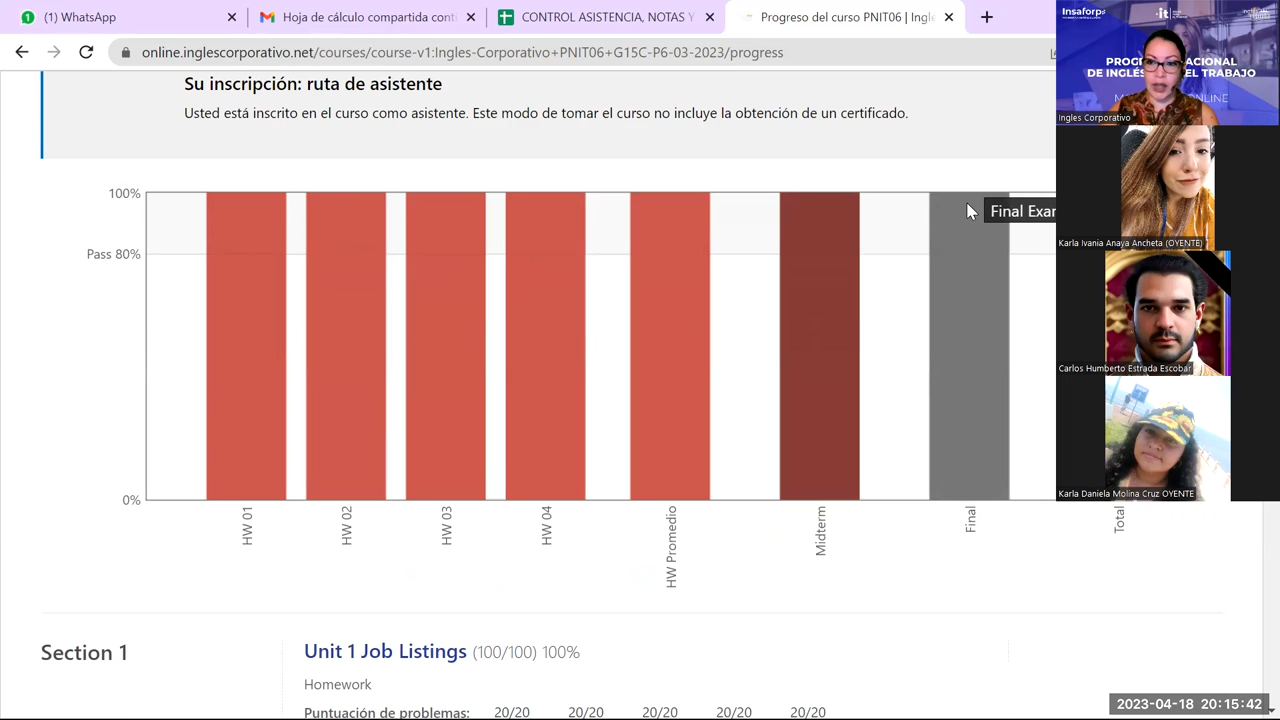 (1) WhatsApp
Hoja de cálculo compartida con
CONTROL ASISTENCIA, NOTAS Y
Progreso del curso PNIT06 | Ingl
online.inglescorporativo.net/courses/course-v1:Ingles-Corporativo+PNIT06+G15C-P6-03-2023/progress
Su inscripción: ruta de asistente
Usted está inscrito en el curso como asistente. Este modo de tomar el curso no incluye la obtención de un certificado.
100%
Pass 80%
0%
HW 01
HW 02
HW 03
HW 04
HW Promedio
Midterm
Final
Total
Final Exam
Section 1
Unit 1 Job Listings (100/100) 100%
Homework
Puntuación de problemas: 20/20 20/20 20/20 20/20 20/20
Insaforp
·it
DE INGLÉS EL TRABAJO
Ingles Corporativo
Karla Ivania Anaya Ancheta (OYENTE)
Carlos Humberto Estrada Escobar
Karla Daniela Molina Cruz OYENTE
2023-04-18 20:15:42